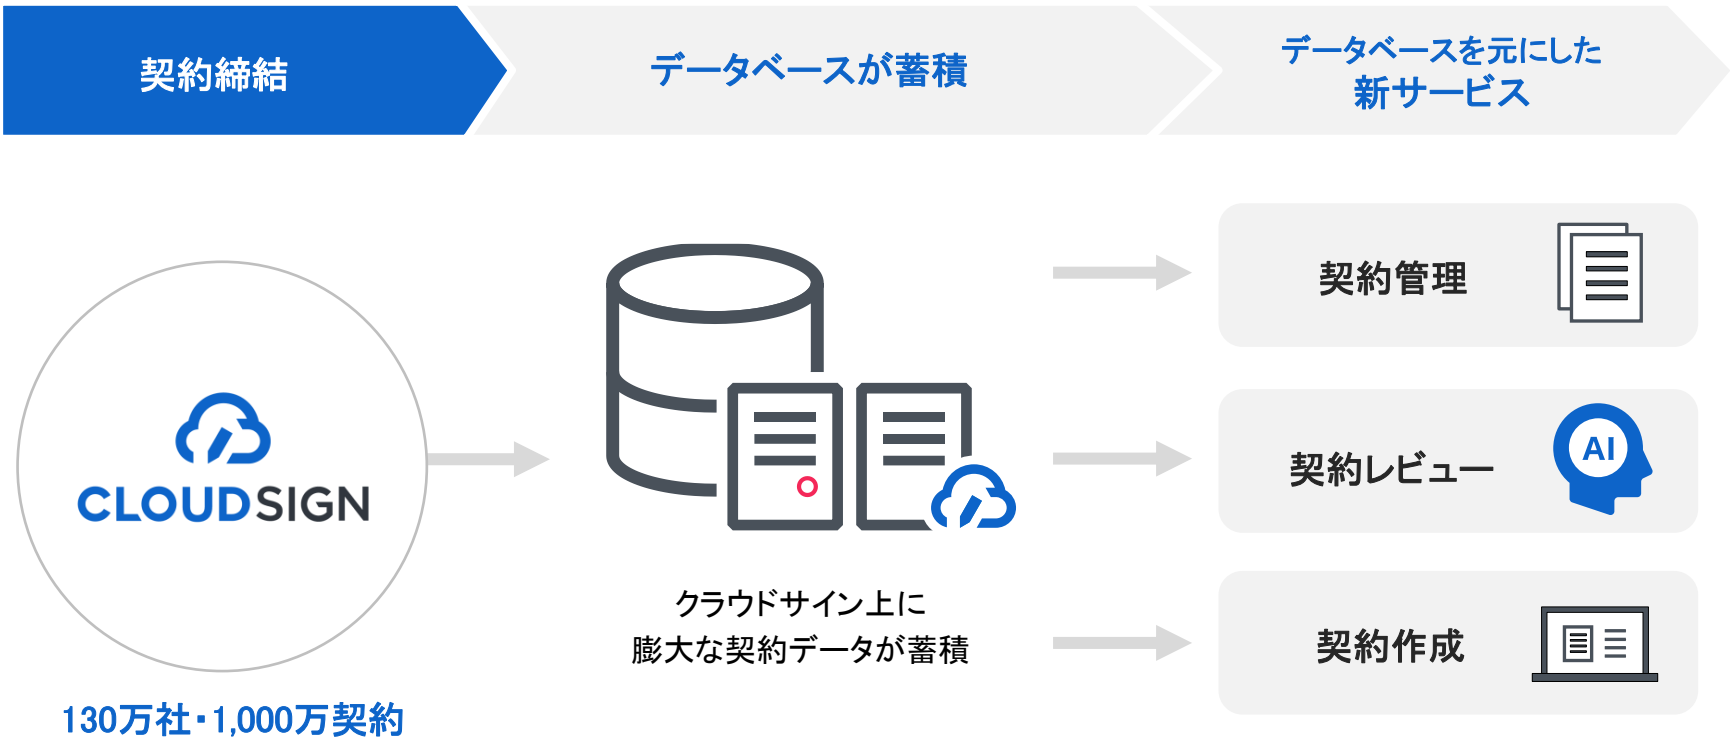 契約締結
データベースが蓄積
データベースを元にした
新サービス
CLOUDSIGN
130万社・1,000万契約
クラウドサイン上に
膨大な契約データが蓄積
契約管理
契約レビュー
AI
契約作成